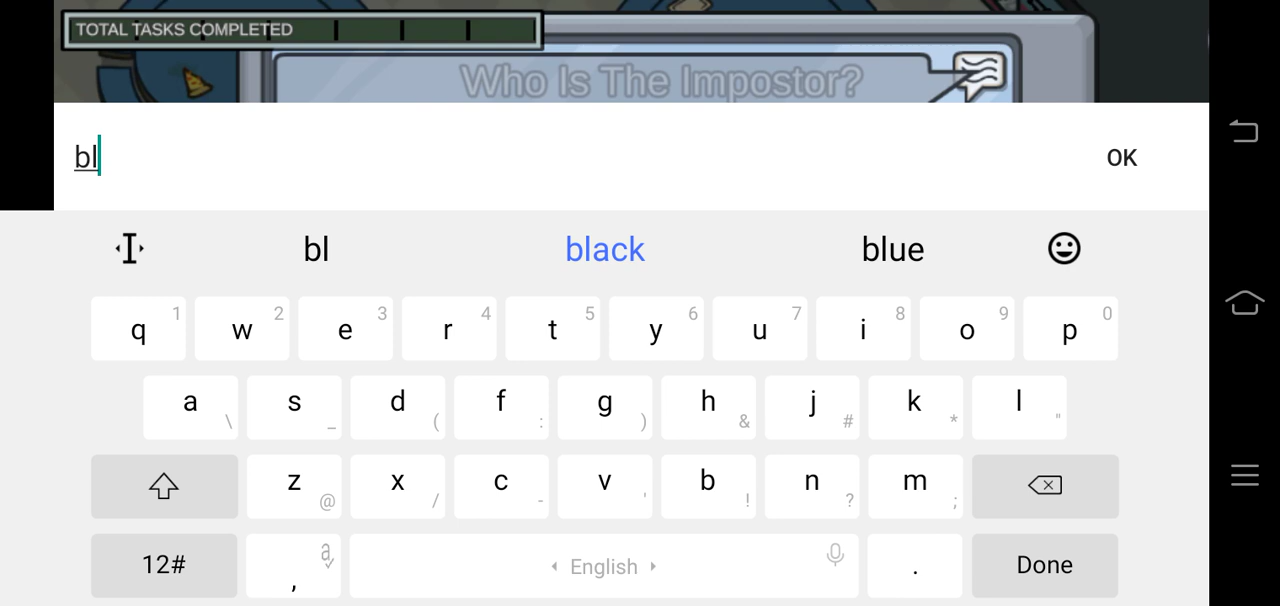 TOTAL TASKS COMPLETED
Who Is The Impostor?
bl
OK
bl black blue
q 1 w 2 e 3 r 4 t 5 y 6 u 7 i 8 o 9 p 0
a \ s _ d ( f : g ) h & j # k * l "
z @ x / c - v ' b ! n ? m ;
12# , a English . Done